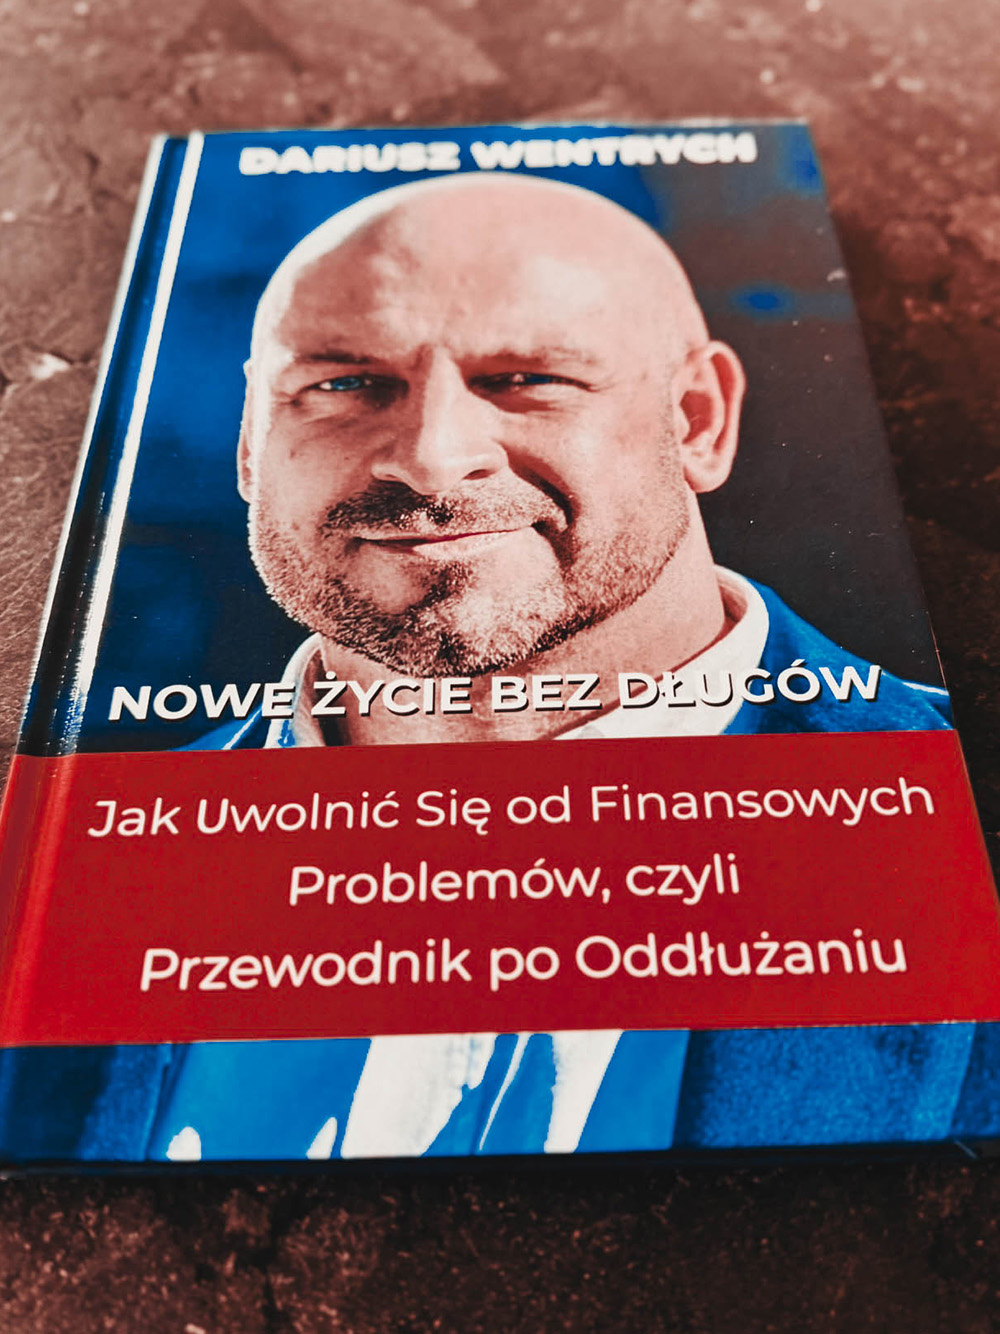 DARIUSZ WENTRYCH
NOWE ŻYCIE BEZ DŁUGÓW
Jak Uwolnić Się od Finansowych
Problemów, czyli
Przewodnik po Oddłużaniu